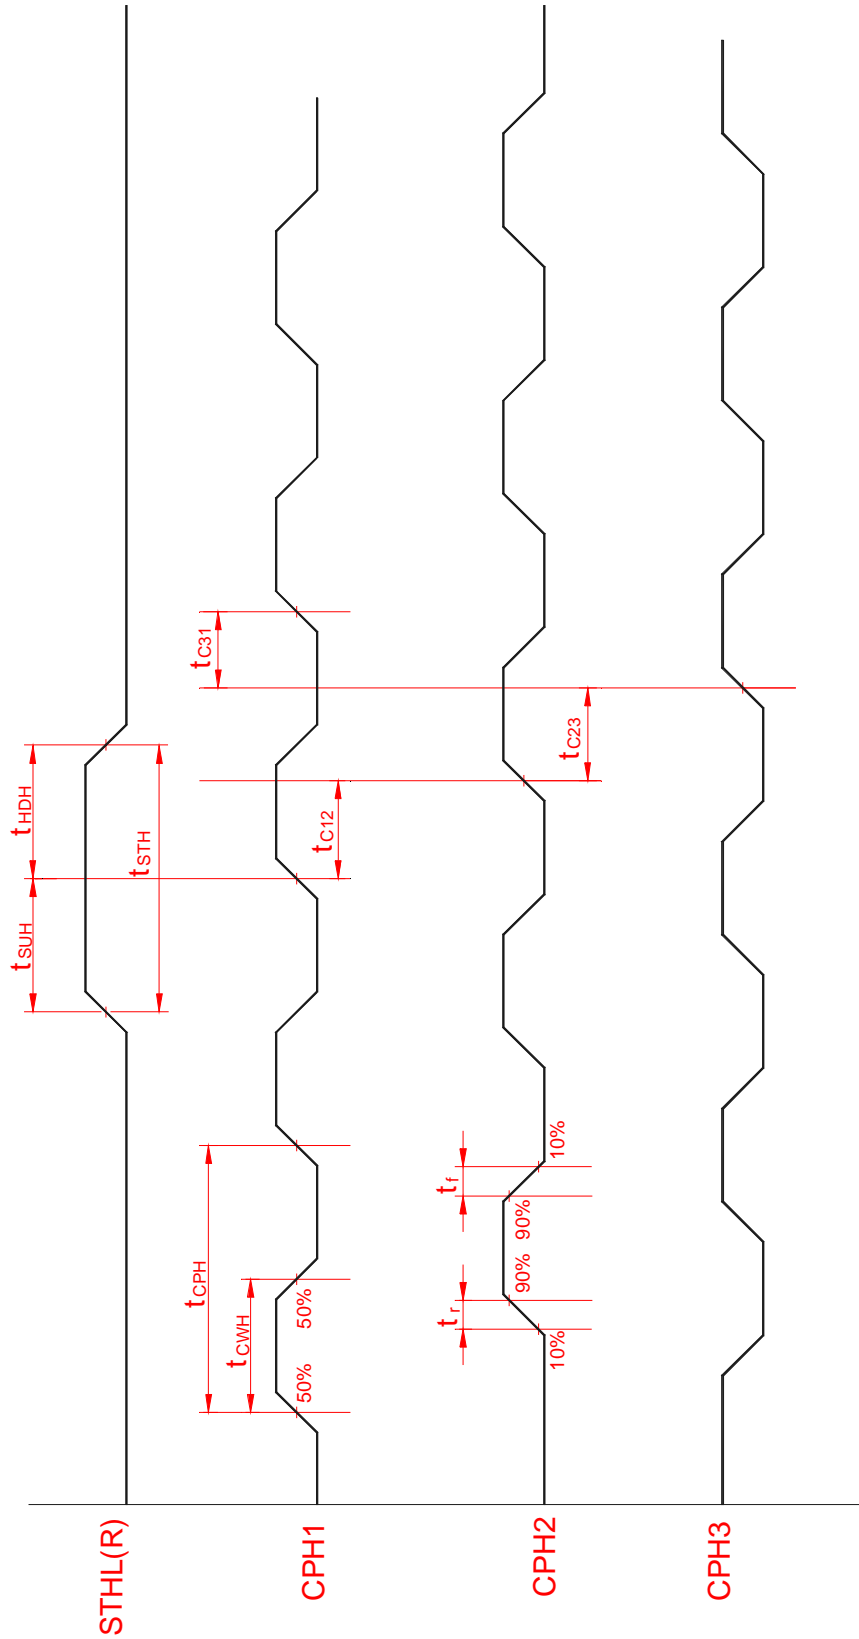 STHL(R)
tSUH
tHDH
tSTH
CPH1
tCPH
tCWH
50%
50%
tC12
tC31
CPH2
tr
tf
10%
90%
90%
10%
tC23
CPH3